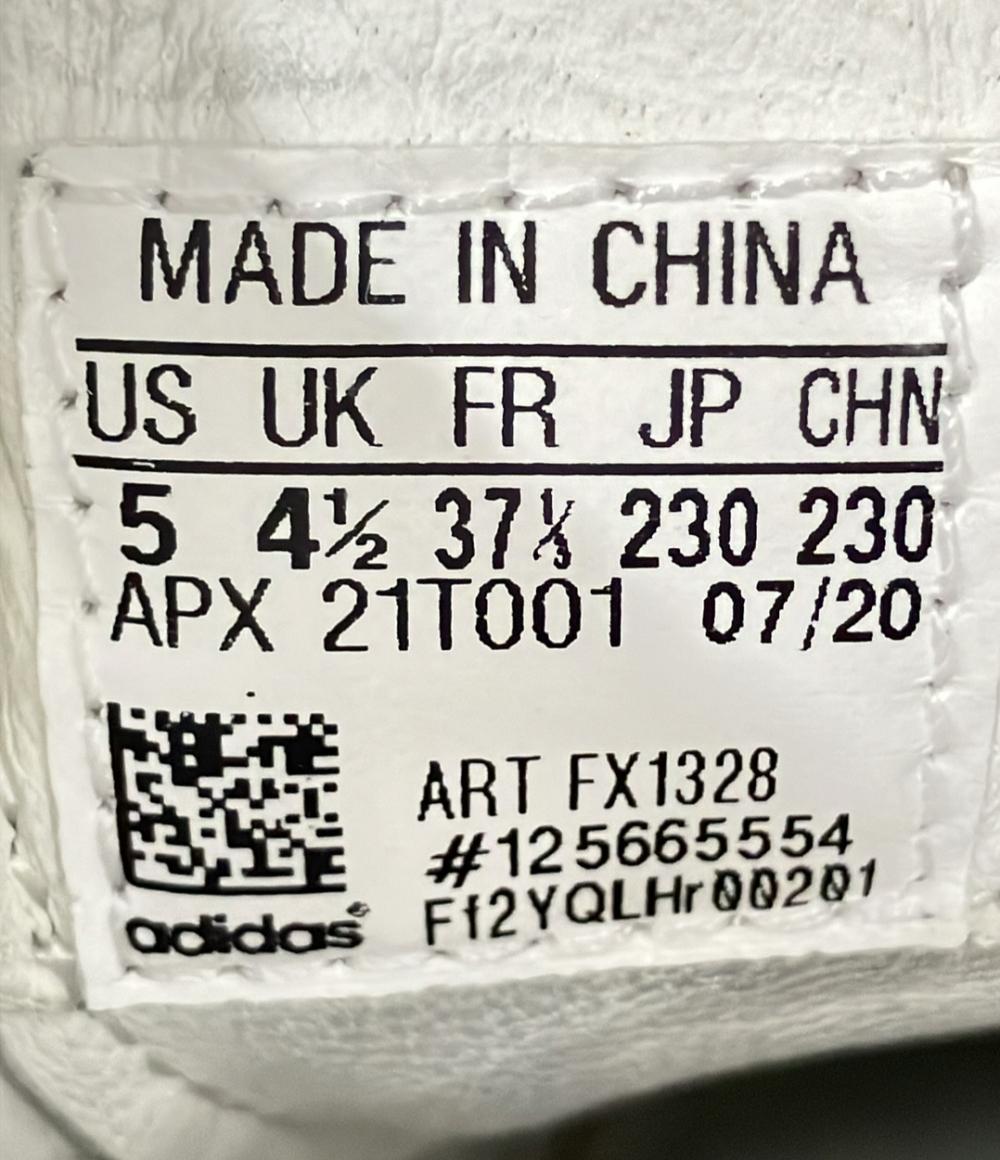 MADE IN CHINA
US UK FR JP CHN
5 4½ 37⅓ 230 230
APX 21T001 07/20
ART FX1328
#125665554
Ff2YQLHr00201
adidas®